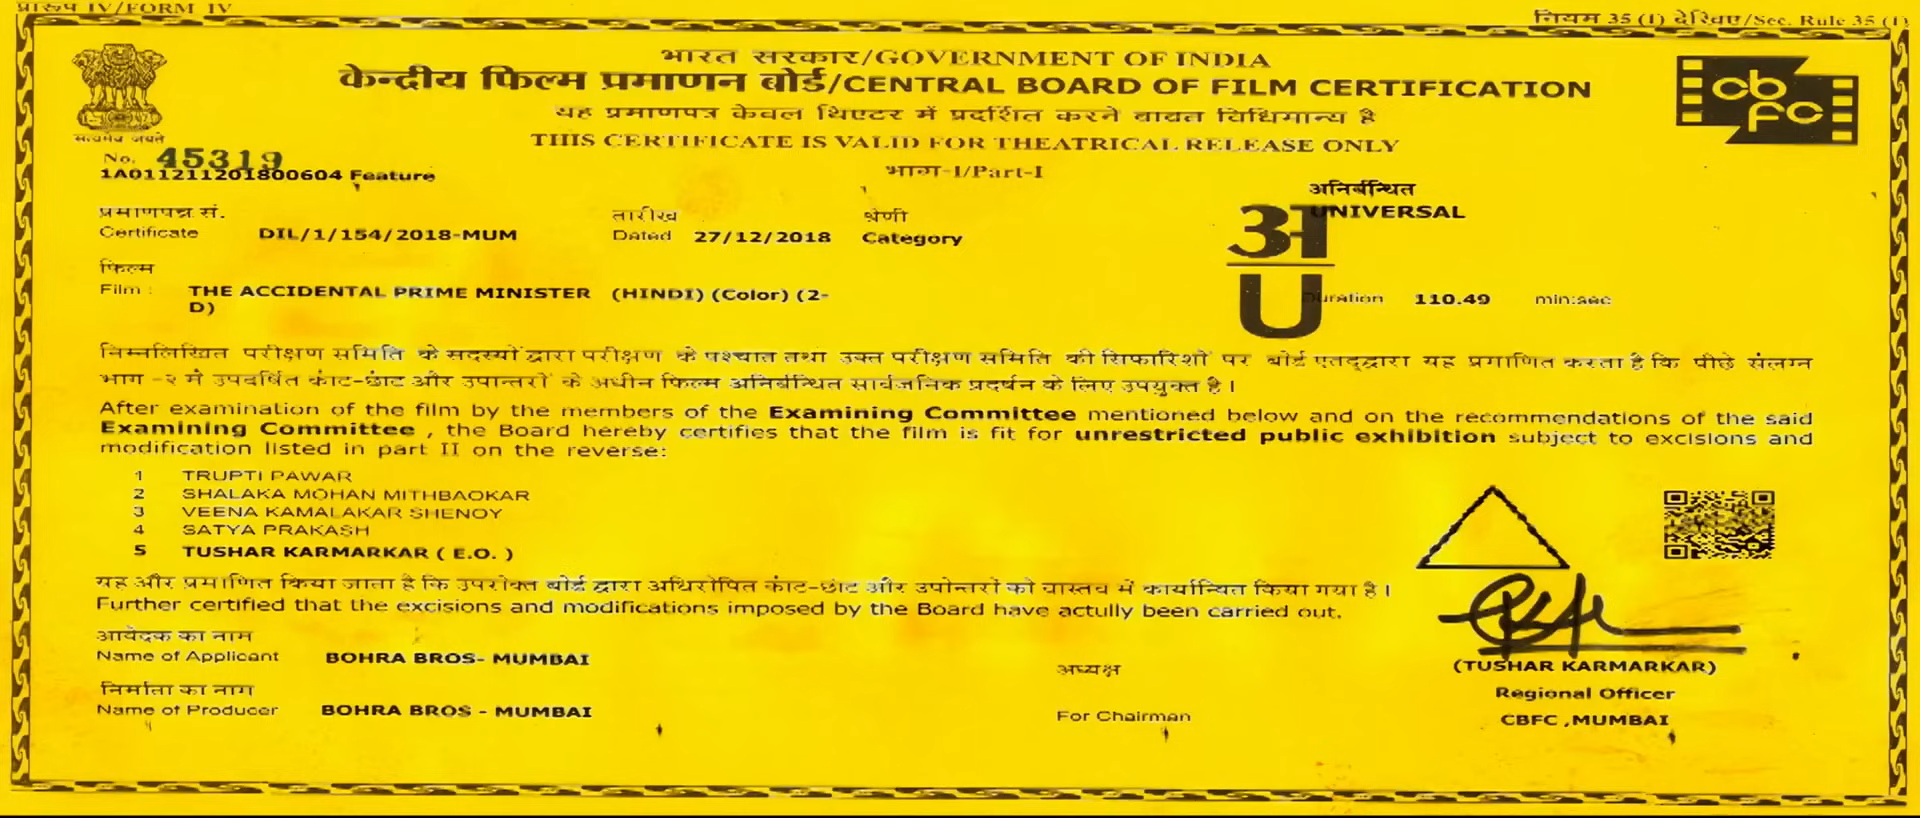 प्रारूप IV/FORM IV
नियम 35 (1) देखिए/Sec. Rule 35 (1)
भारत सरकार/GOVERNMENT OF INDIA
केन्द्रीय फिल्म प्रमाणन बोर्ड/CENTRAL BOARD OF FILM CERTIFICATION
यह प्रमाणपत्र केवल थिएटर में प्रदर्शित करने बाबत विधिमान्य है
THIS CERTIFICATE IS VALID FOR THEATRICAL RELEASE ONLY
cb
fc
सत्यमेव जयते
No. 45319
1A011211201800604 Feature
भाग-I/Part-I
अनिर्बन्धित
UNIVERSAL
प्रमाणपत्र सं.
Certificate DIL/1/154/2018-MUM
तारीख
Dated 27/12/2018
श्रेणी
Category
अ
U
फिल्म
Film : THE ACCIDENTAL PRIME MINISTER (HINDI) (Color) (2-
D)
Duration 110.49 min:sec
निम्नलिखित परीक्षण समिति के सदस्यों द्वारा परीक्षण के पश्चात तथा उक्त परीक्षण समिति की सिफारिशों पर बोर्ड एतद्द्वारा यह प्रमाणित करता है कि पीछे संलग्न
भाग -२ में उपदर्षित काट-छांट और उपान्तरों के अधीन फिल्म अनिर्बन्धित सार्वजनिक प्रदर्षन के लिए उपयुक्त है।
After examination of the film by the members of the Examining Committee mentioned below and on the recommendations of the said
Examining Committee , the Board hereby certifies that the film is fit for unrestricted public exhibition subject to excisions and
modification listed in part II on the reverse:
1 TRUPTI PAWAR
2 SHALAKA MOHAN MITHBAOKAR
3 VEENA KAMALAKAR SHENOY
4 SATYA PRAKASH
5 TUSHAR KARMARKAR ( E.O. )
यह और प्रमाणित किया जाता है कि उपरोक्त बोर्ड द्वारा अधिरोपित काट-छांट और उपोन्तरों को वास्तव में कार्यान्वित किया गया है।
Further certified that the excisions and modifications imposed by the Board have actully been carried out.
आवेदक का नाम
Name of Applicant BOHRA BROS- MUMBAI
निर्माता का नाम
Name of Producer BOHRA BROS - MUMBAI
अध्यक्ष
For Chairman
(TUSHAR KARMARKAR)
Regional Officer
CBFC ,MUMBAI